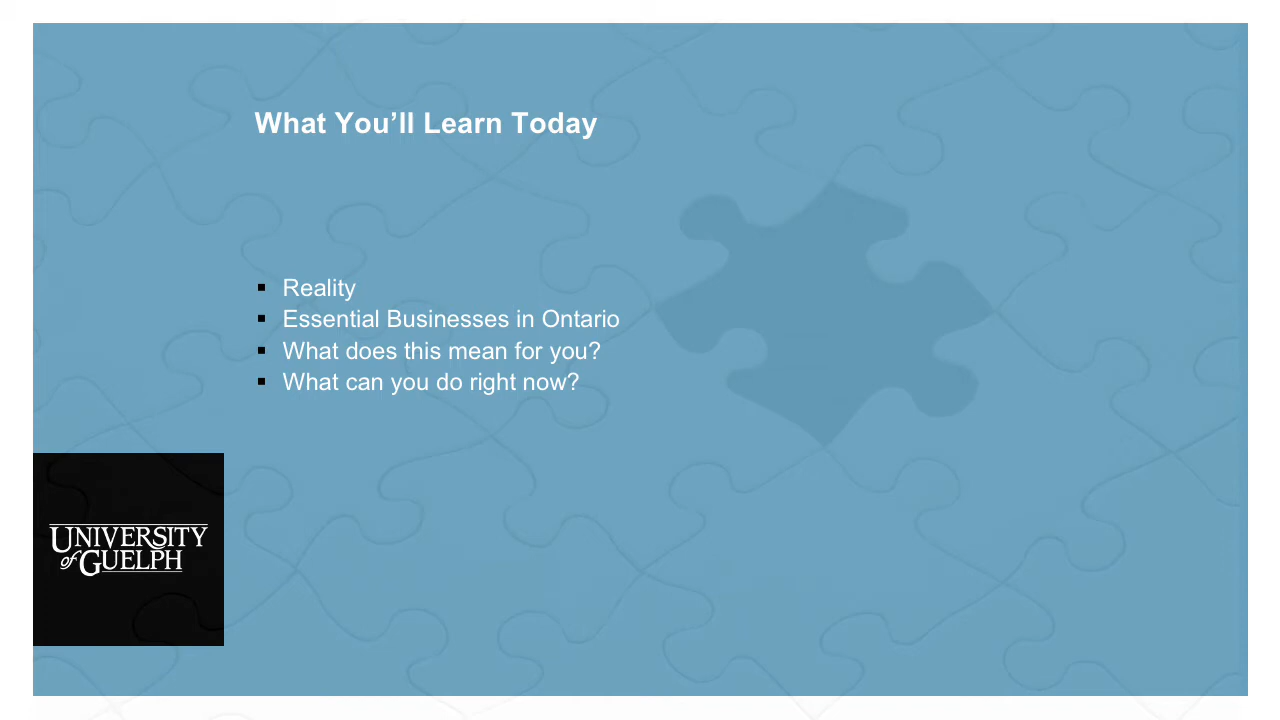 What You’ll Learn Today
Reality
Essential Businesses in Ontario
What does this mean for you?
What can you do right now?
UNIVERSITY
of GUELPH